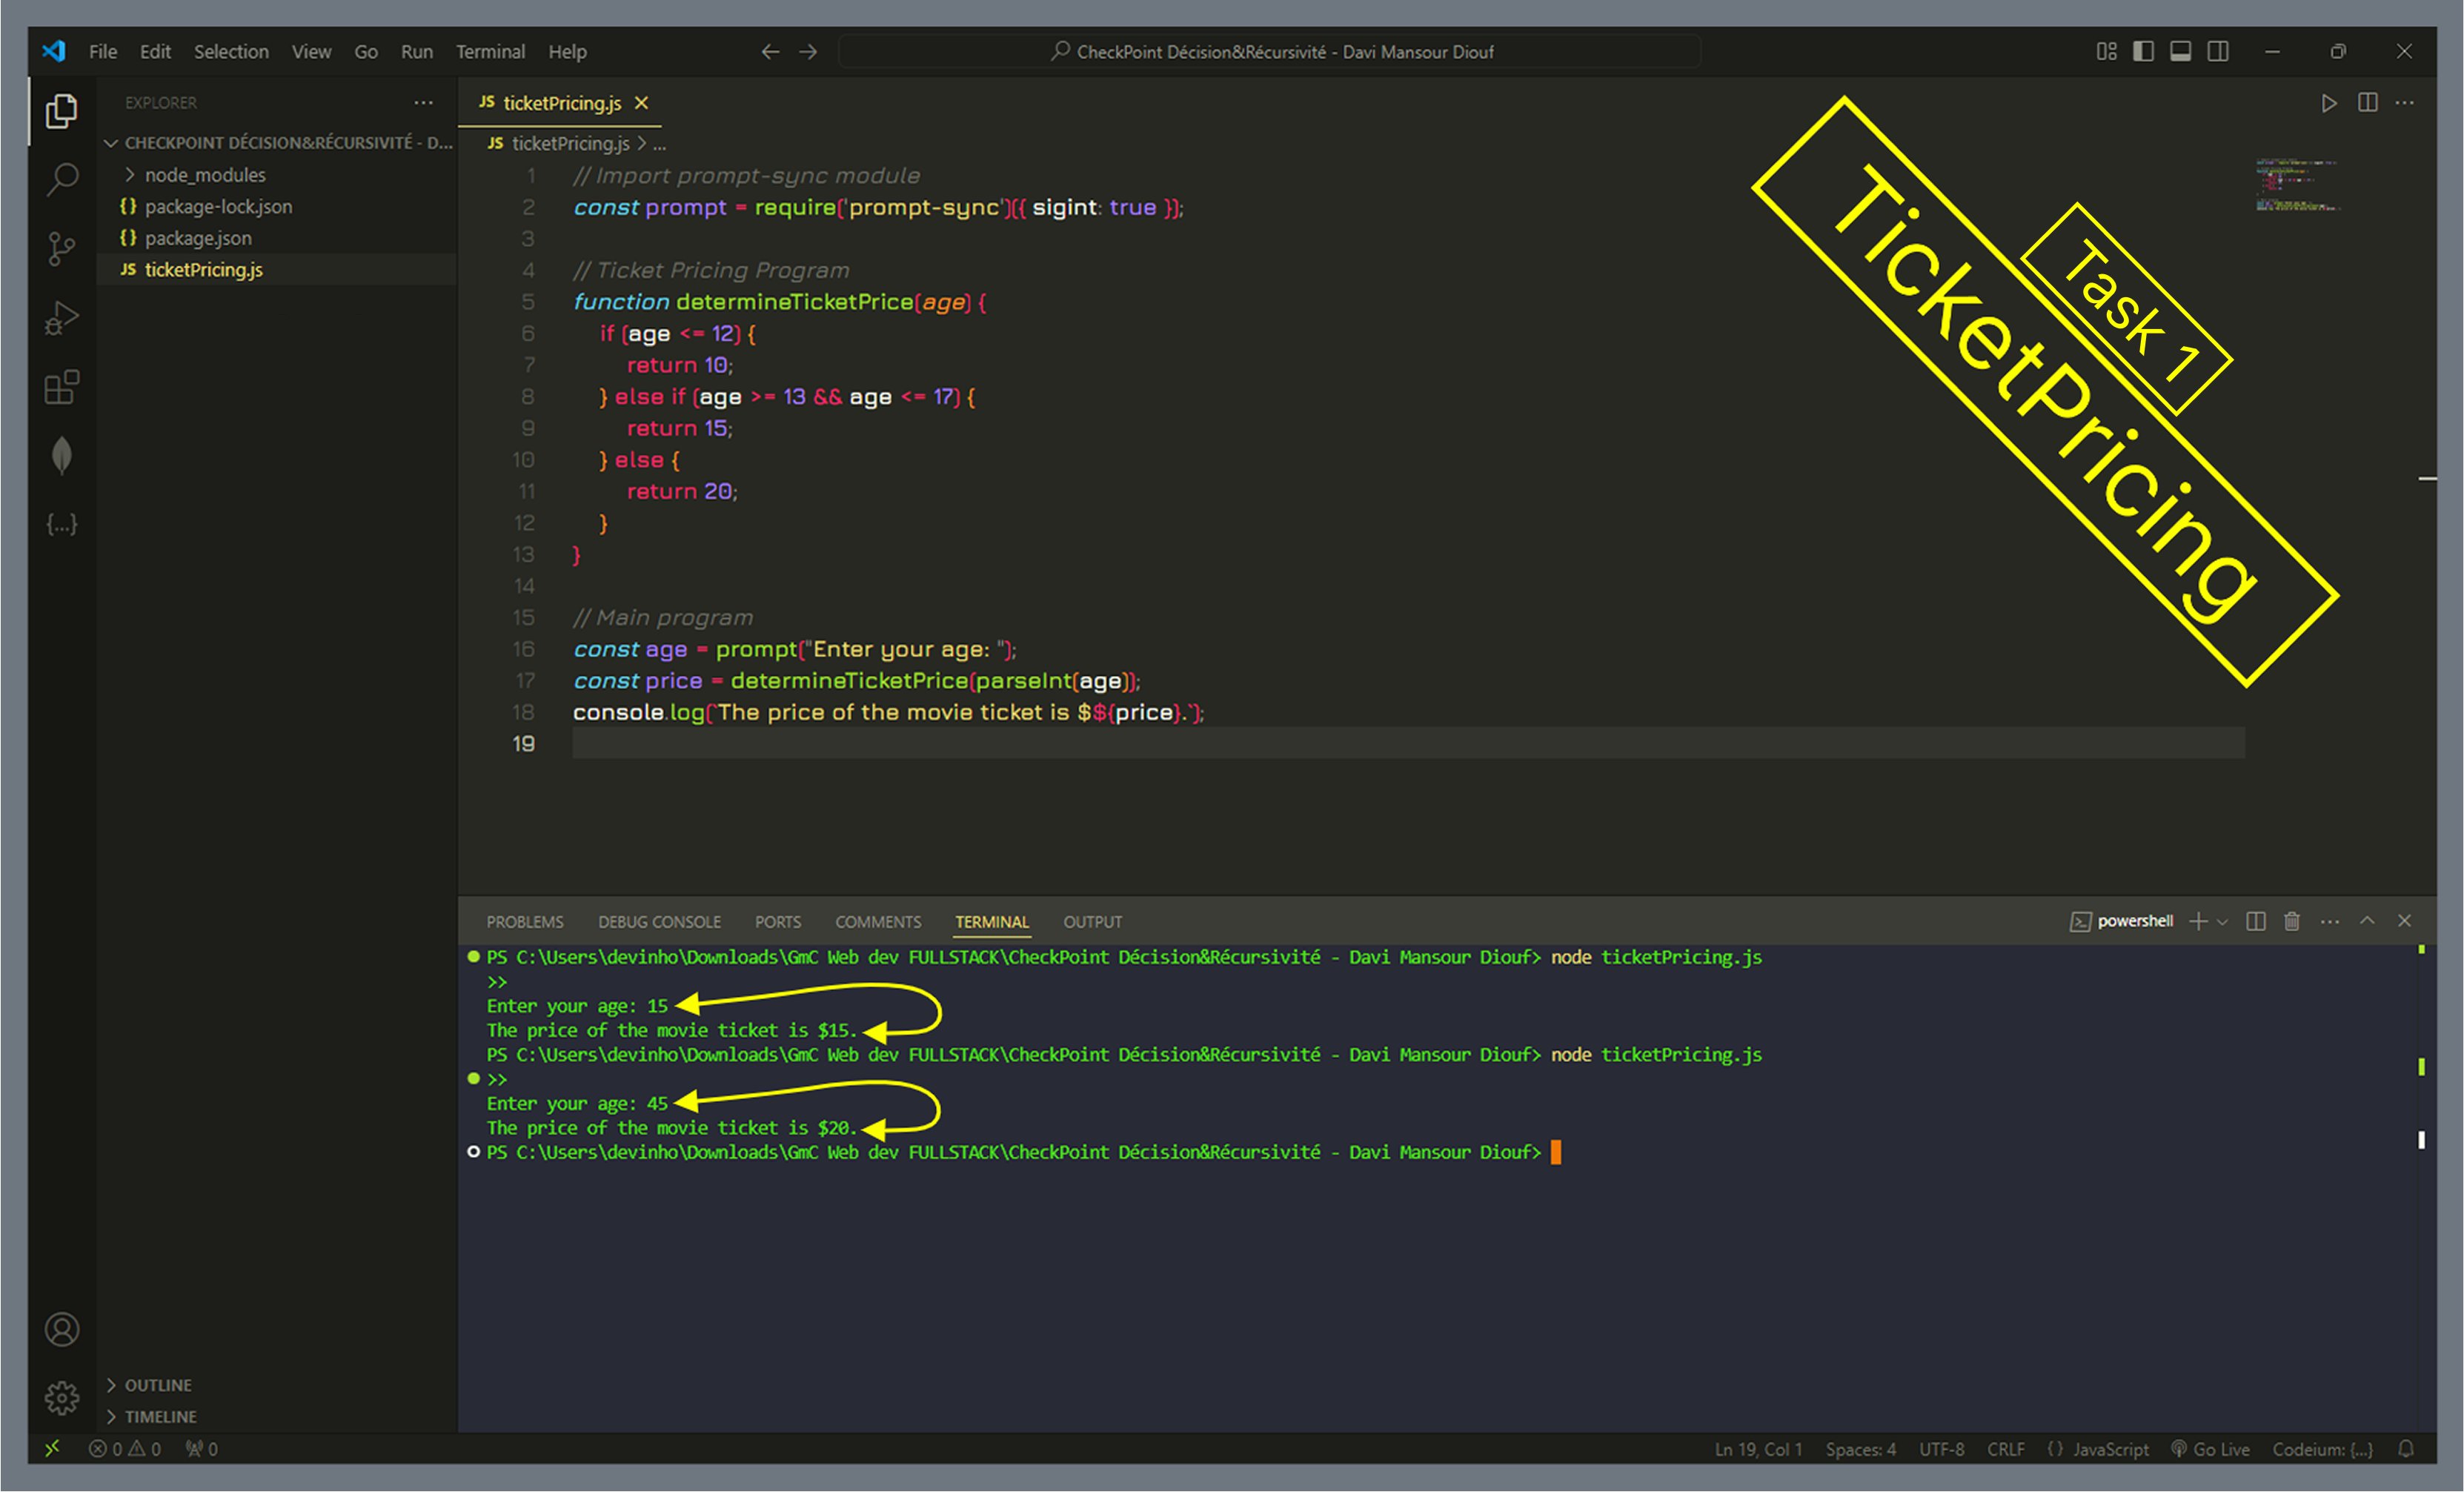 File Edit Selection View Go Run Terminal Help
CheckPoint Décision&Récursivité - Davi Mansour Diouf
EXPLORER
CHECKPOINT DÉCISION&RÉCURSIVITÉ - D...
node_modules
{} package-lock.json
{} package.json
JS ticketPricing.js
JS ticketPricing.js
JS ticketPricing.js > ...
1 // Import prompt-sync module
2 const prompt = require('prompt-sync')({ sigint: true });
3
4 // Ticket Pricing Program
5 function determineTicketPrice(age) {
6 if (age <= 12) {
7 return 10;
8 } else if (age >= 13 && age <= 17) {
9 return 15;
10 } else {
11 return 20;
12 }
13 }
14
15 // Main program
16 const age = prompt("Enter your age: ");
17 const price = determineTicketPrice(parseInt(age));
18 console.log(`The price of the movie ticket is $${price}.`);
19
Task 1
TicketPricing
PROBLEMS DEBUG CONSOLE PORTS COMMENTS TERMINAL OUTPUT
powershell
PS C:\Users\devinho\Downloads\GmC Web dev FULLSTACK\CheckPoint Décision&Récursivité - Davi Mansour Diouf> node ticketPricing.js
>>
Enter your age: 15
The price of the movie ticket is $15.
PS C:\Users\devinho\Downloads\GmC Web dev FULLSTACK\CheckPoint Décision&Récursivité - Davi Mansour Diouf> node ticketPricing.js
>>
Enter your age: 45
The price of the movie ticket is $20.
PS C:\Users\devinho\Downloads\GmC Web dev FULLSTACK\CheckPoint Décision&Récursivité - Davi Mansour Diouf>
OUTLINE
TIMELINE
0 0 0
Ln 19, Col 1 Spaces: 4 UTF-8 CRLF {} JavaScript Go Live Codeium: {...}